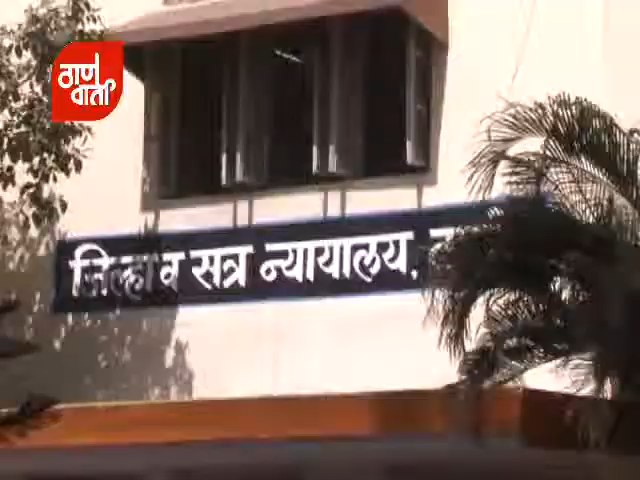 ठाणे
वार्ता
जिल्हा व सत्र न्यायालय,